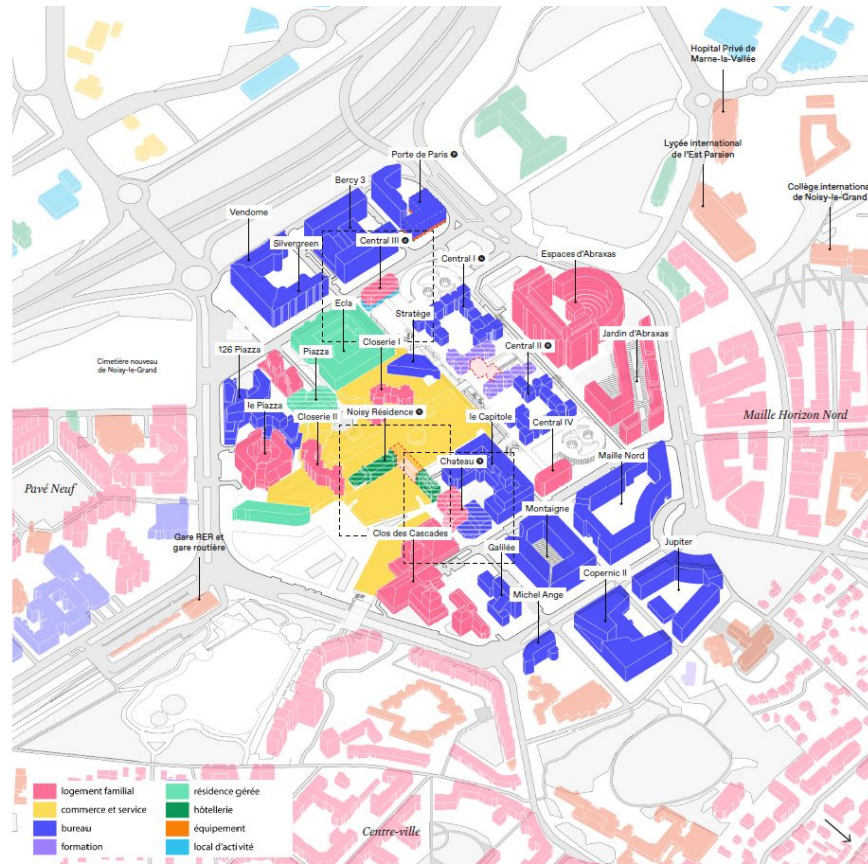 Hopital Privé de
Marne-la-Vallée
Lyçée international
de l'Est Parsien
Collège international
de Noisy-le-Grand
Porte de Paris
Bercy 3
Vendome
Silvergreen
Central III
Central I
Espaces d'Abraxas
Ecla
Stratège
Jardin d'Abraxas
Cimetière nouveau
de Noisy-le-Grand
126 Piazza
Piazza
Closerie I
Central II
le Piazza
Closerie II
Noisy Résidence
le Capitole
Central IV
Maille Horizon Nord
Pavé Neuf
Chateau
Maille Nord
Gare RER et
gare routière
Clos des Cascades
Montaigne
Galilée
Jupiter
Copernic II
Michel Ange
logement familial
commerce et service
bureau
formation
résidence gérée
hôtellerie
équipement
local d'activité
Centre-ville